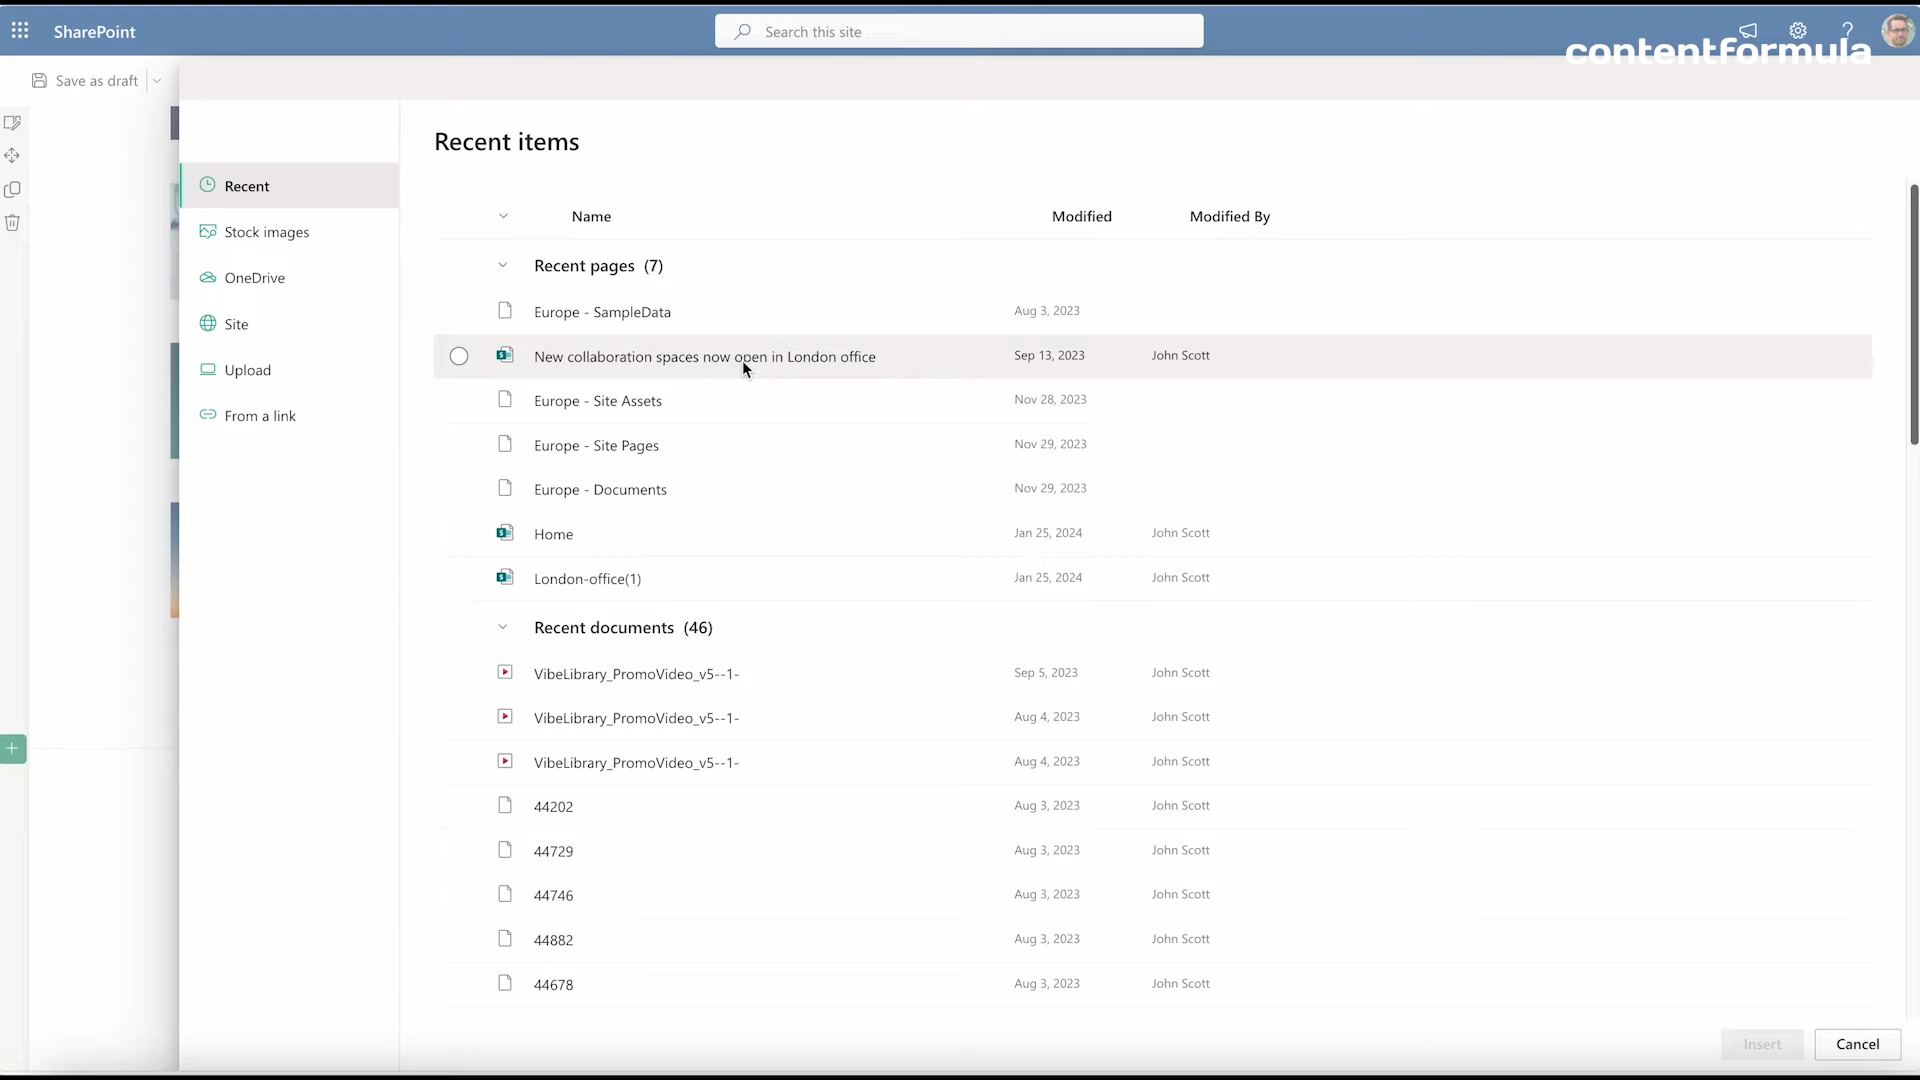 SharePoint
Search this site
?
contentformula
Save as draft
Recent items
Recent
Stock images
OneDrive
Site
Upload
From a link
Name Modified Modified By
Recent pages (7)
Europe - SampleData Aug 3, 2023
New collaboration spaces now open in London office Sep 13, 2023 John Scott
Europe - Site Assets Nov 28, 2023
Europe - Site Pages Nov 29, 2023
Europe - Documents Nov 29, 2023
Home Jan 25, 2024 John Scott
London-office(1) Jan 25, 2024 John Scott
Recent documents (46)
VibeLibrary_PromoVideo_v5--1- Sep 5, 2023 John Scott
VibeLibrary_PromoVideo_v5--1- Aug 4, 2023 John Scott
VibeLibrary_PromoVideo_v5--1- Aug 4, 2023 John Scott
44202 Aug 3, 2023 John Scott
44729 Aug 3, 2023 John Scott
44746 Aug 3, 2023 John Scott
44882 Aug 3, 2023 John Scott
44678 Aug 3, 2023 John Scott
Insert Cancel